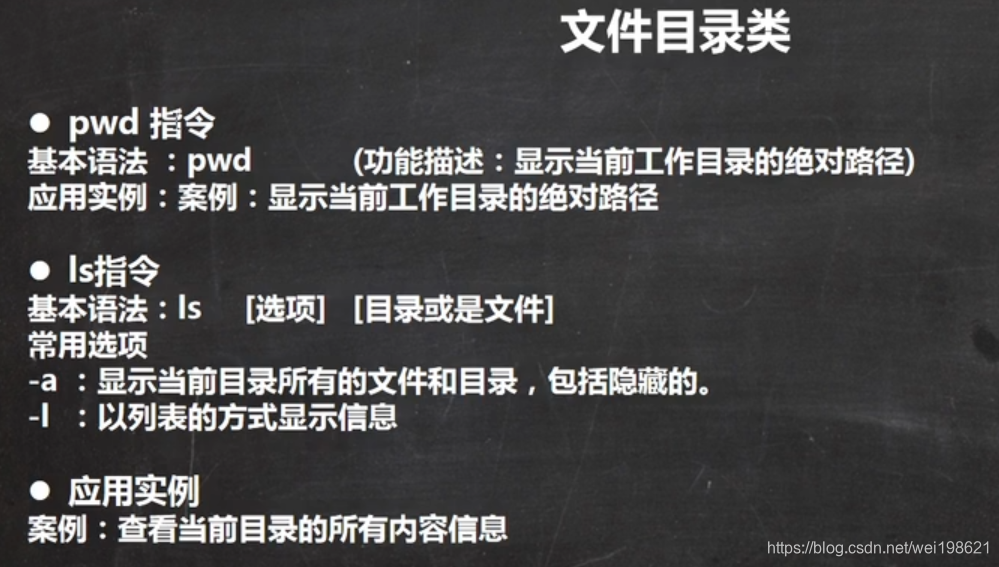 文件目录类
● pwd 指令
基本语法 ：pwd (功能描述：显示当前工作目录的绝对路径)
应用实例：案例：显示当前工作目录的绝对路径
● ls指令
基本语法：ls [选项] [目录或是文件]
常用选项
-a ：显示当前目录所有的文件和目录，包括隐藏的。
-l ：以列表的方式显示信息
● 应用实例
案例：查看当前目录的所有内容信息
https://blog.csdn.net/wei198621